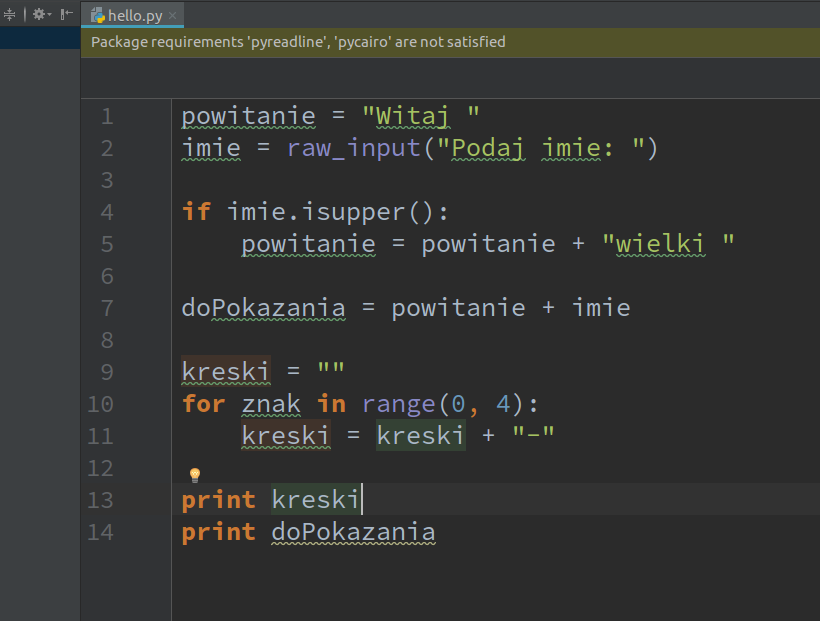 hello.py
Package requirements 'pyreadline', 'pycairo' are not satisfied
1 powitanie = "Witaj "
2 imie = raw_input("Podaj imie: ")
3
4 if imie.isupper():
5     powitanie = powitanie + "wielki "
6
7 doPokazania = powitanie + imie
8
9 kreski = ""
10 for znak in range(0, 4):
11     kreski = kreski + "-"
12
13 print kreski
14 print doPokazania